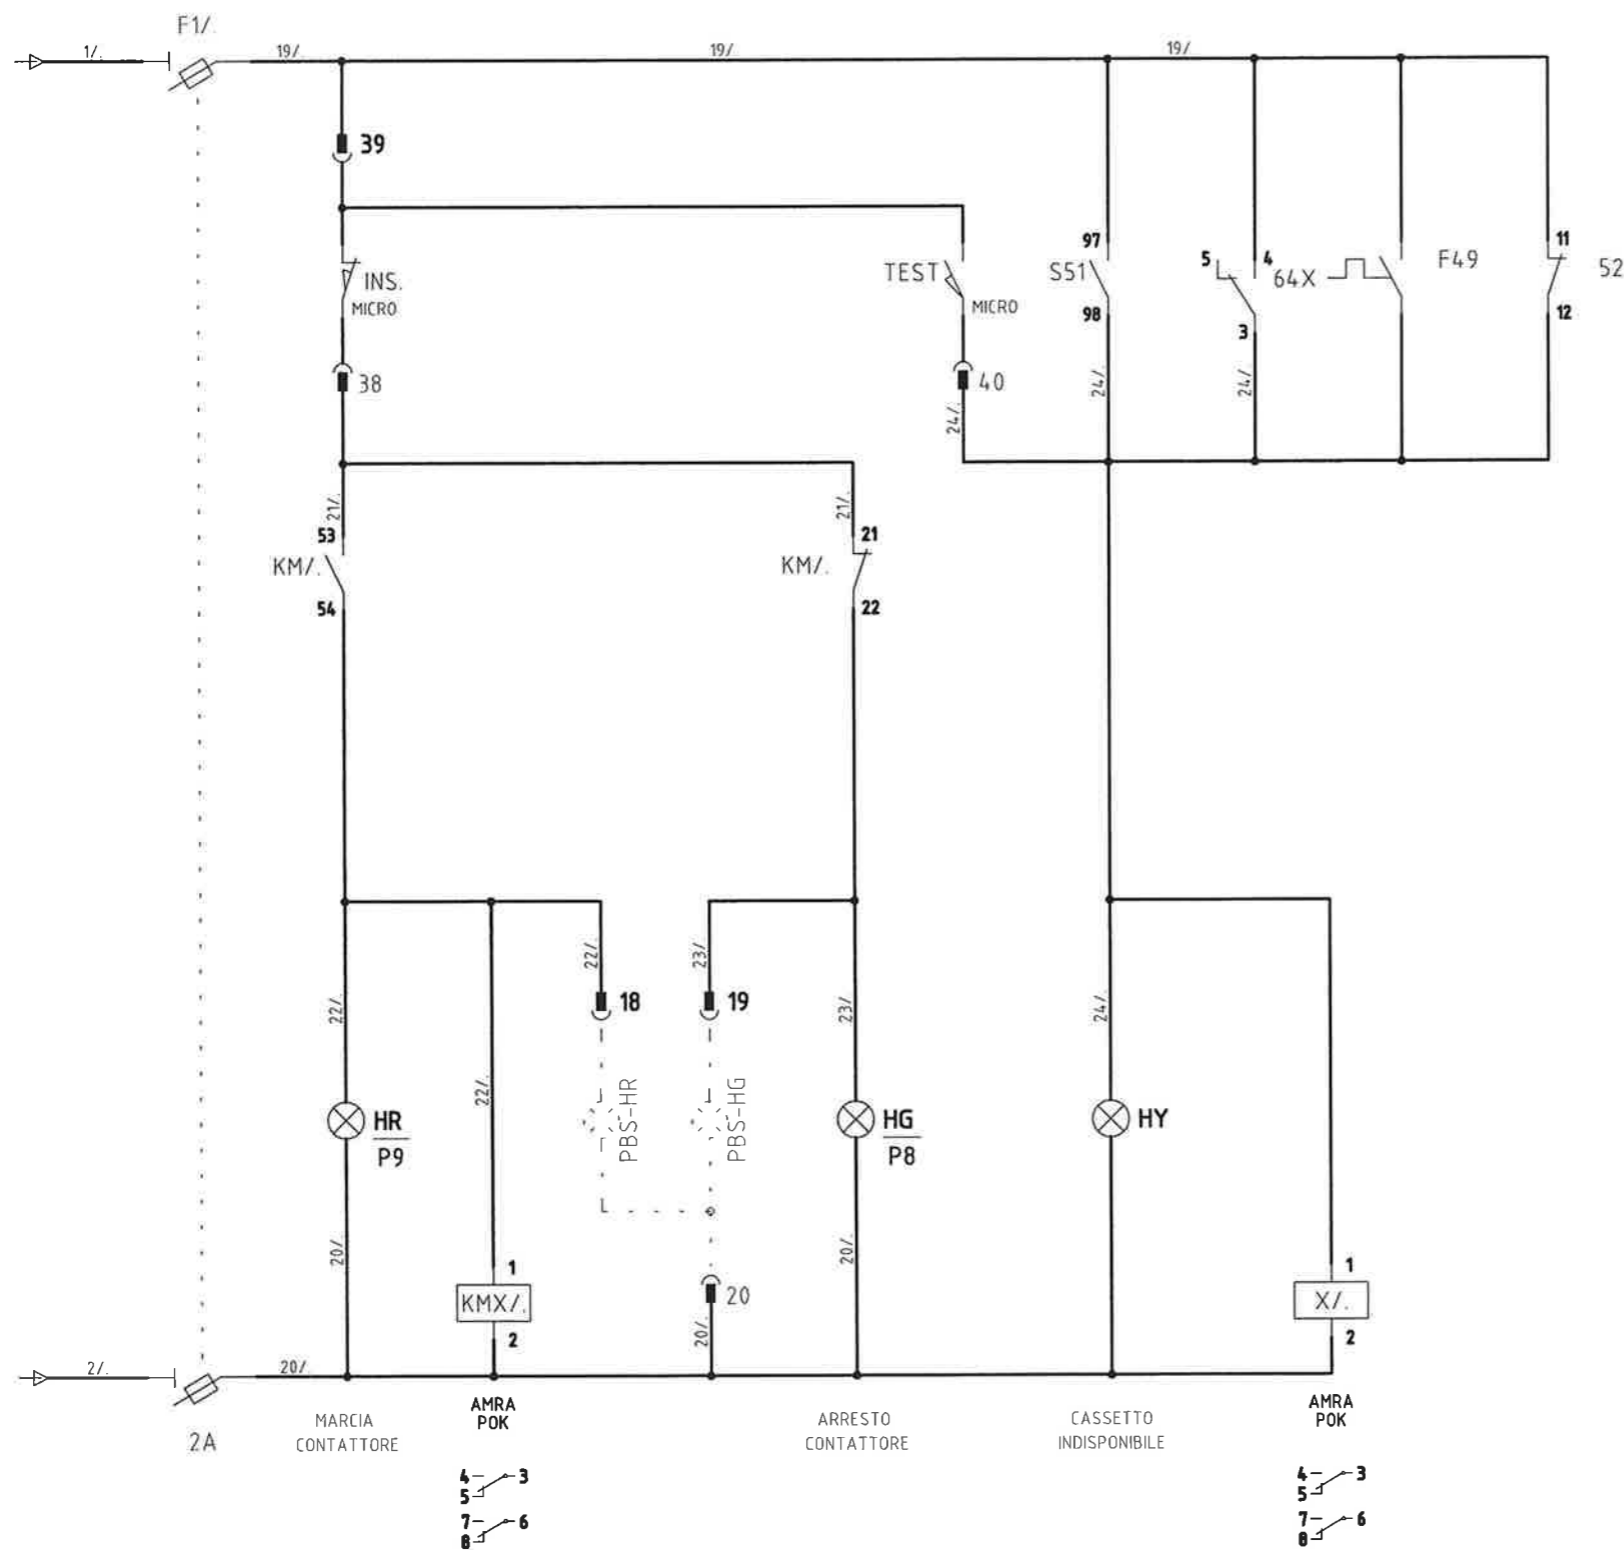 F1/.
1/.
19/.
19/
19/
39
97
11
TEST
S51
5
4
64X
F49
52
INS.
MICRO
MICRO
98
12
3
38
40
24/.
24/.
24/
21/.
21/.
53
21
KM/.
KM/.
54
22
22/.
23/
22/.
18
19
23/
24/.
22/.
PBS-HR
PBS-HG
HR
P9
HG
P8
HY
20/.
20/.
1
1
KMX/.
20
X/.
2
20/.
2
2/.
20/.
2A
MARCIA
CONTATTORE
AMRA
POK
ARRESTO
CONTATTORE
CASSETTO
INDISPONIBILE
AMRA
POK
4 3
5
7 6
8
4 3
5
7 6
8